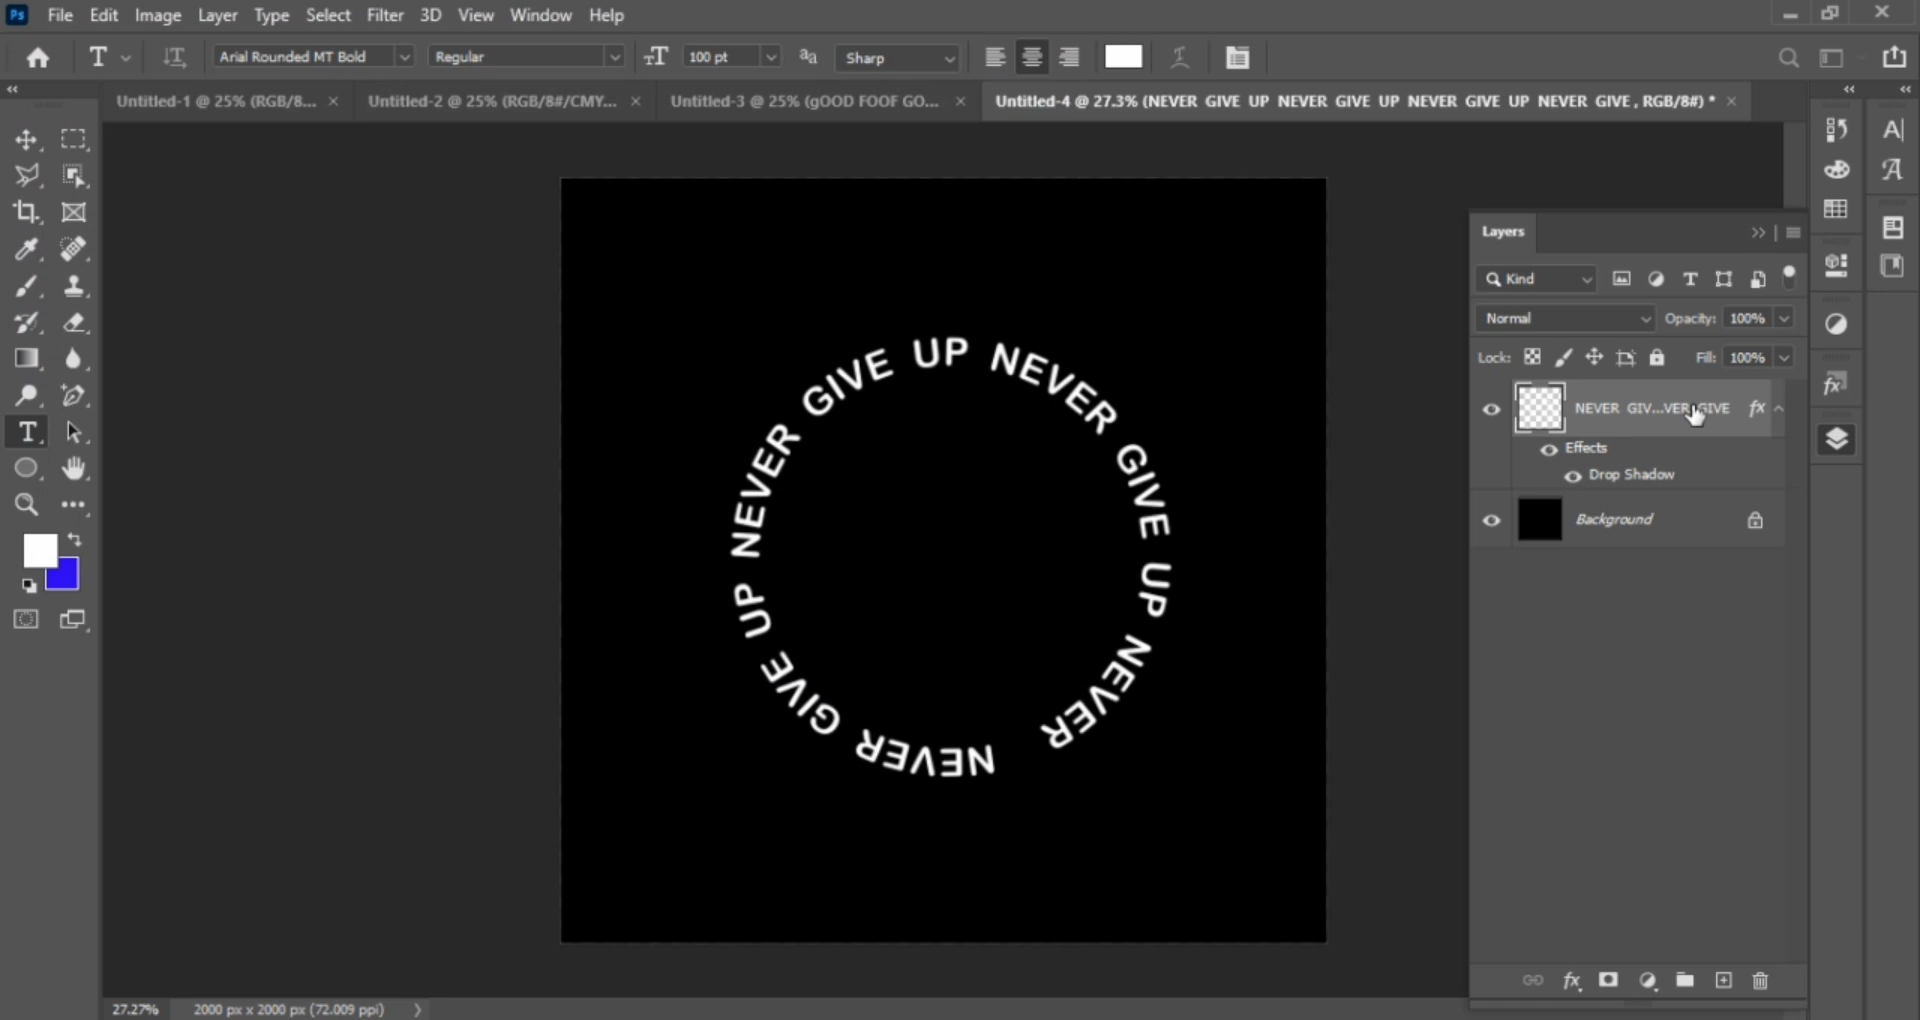 Ps File Edit Image Layer Type Select Filter 3D View Window Help
T Arial Rounded MT Bold Regular 100 pt aa Sharp
Untitled-1 @ 25% (RGB/8... × Untitled-2 @ 25% (RGB/8#/CMY... × Untitled-3 @ 25% (gOOD FOOF GO... × Untitled-4 @ 27.3% (NEVER GIVE UP NEVER GIVE UP NEVER GIVE UP NEVER GIVE , RGB/8#) * ×
NEVER GIVE UP NEVER GIVE UP NEVER GIVE UP NEVER
Layers
Kind
Normal Opacity: 100%
Lock: Fill: 100%
NEVER GIV...VER GIVE fx
Effects
Drop Shadow
Background
fx
27.27% 2000 px x 2000 px (72.009 ppi)